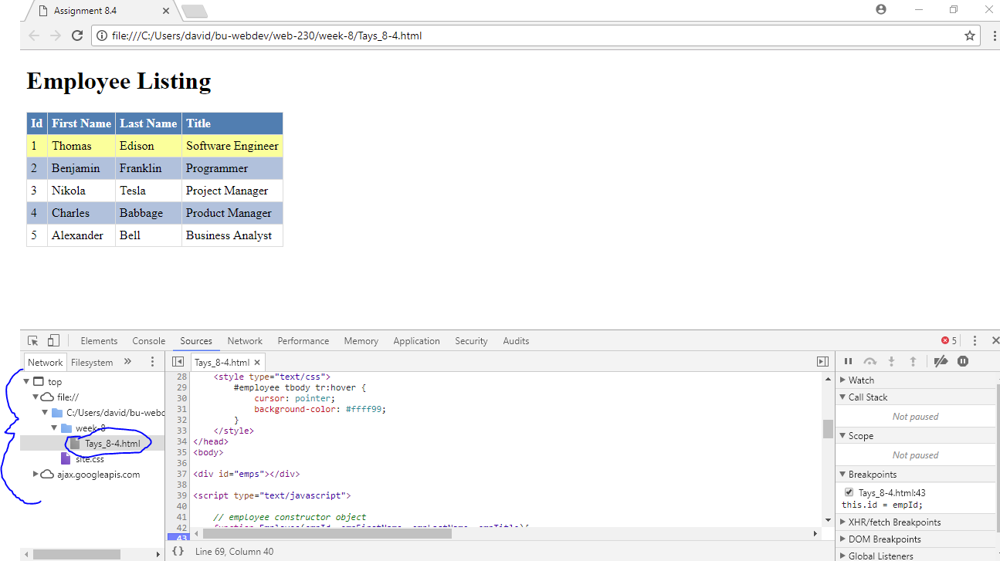 Assignment 8.4
file:///C:/Users/david/bu-webdev/web-230/week-8/Tays_8-4.html
Employee Listing
Id First Name Last Name Title
1 Thomas Edison Software Engineer
2 Benjamin Franklin Programmer
3 Nikola Tesla Project Manager
4 Charles Babbage Product Manager
5 Alexander Bell Business Analyst
Elements Console Sources Network Performance Memory Application Security Audits 5
Network Filesystem
top
file://
C:/Users/david/bu-webd
week-8
Tays_8-4.html
site.css
ajax.googleapis.com
Tays_8-4.html
28 <style type="text/css">
29 #employee tbody tr:hover {
30 cursor: pointer;
31 background-color: #ffff99;
32 }
33 </style>
34 </head>
35 <body>
36
37 <div id="emps"></div>
38
39 <script type="text/javascript">
40
41 // employee constructor object
42 function Employee(empId, empFirstName, empLastName, empTitle){
43
{} Line 69, Column 40
Watch
Call Stack
Not paused
Scope
Not paused
Breakpoints
Tays_8-4.html:43
this.id = empId;
XHR/fetch Breakpoints
DOM Breakpoints
Global Listeners